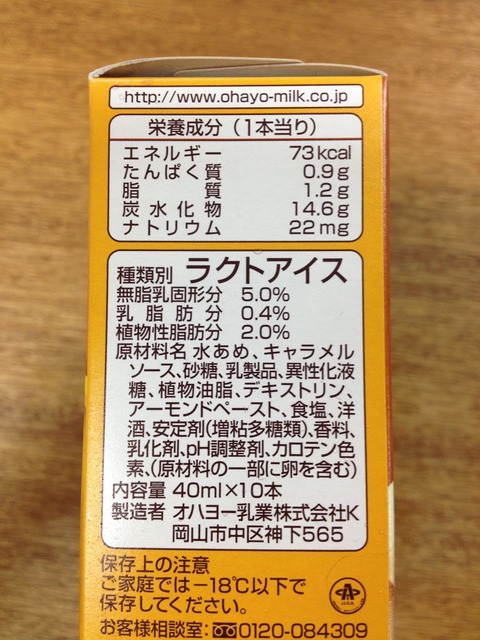 http://www.ohayo-milk.co.jp
栄養成分（1本当り）
エネルギー 73kcal
たんぱく質 0.9g
脂質 1.2g
炭水化物 14.6g
ナトリウム 22mg
種類別 ラクトアイス
無脂乳固形分 5.0%
乳脂肪分 0.4%
植物性脂肪分 2.0%
原材料名 水あめ、キャラメル
ソース、砂糖、乳製品、異性化液
糖、植物油脂、デキストリン、
アーモンドペースト、食塩、洋
酒、安定剤(増粘多糖類)、香料、
乳化剤、pH調整剤、カロテン色
素、(原材料の一部に卵を含む)
内容量 40ml×10本
製造者 オハヨー乳業株式会社K
岡山市中区神下565
保存上の注意
ご家庭では－18℃以下で
保存してください。
お客様相談室：0120-084309